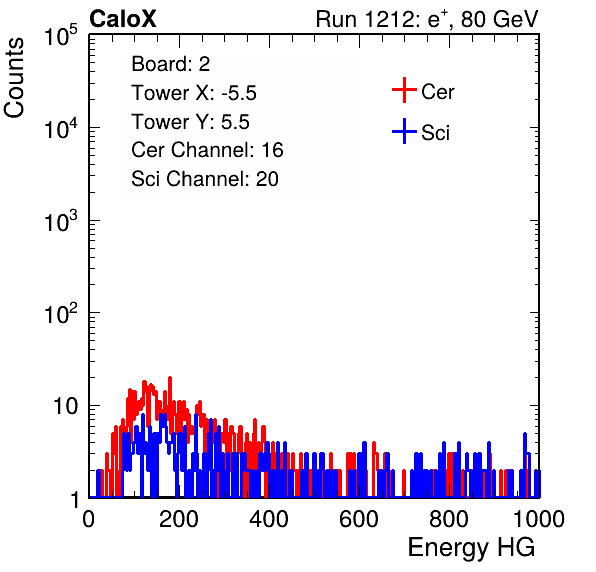 CaloX Run 1212: e⁺, 80 GeV
Counts
10⁵
10⁴
10³
10²
10
1
Board: 2
Tower X: -5.5
Tower Y: 5.5
Cer Channel: 16
Sci Channel: 20
Cer
Sci
0 200 400 600 800 1000
Energy HG